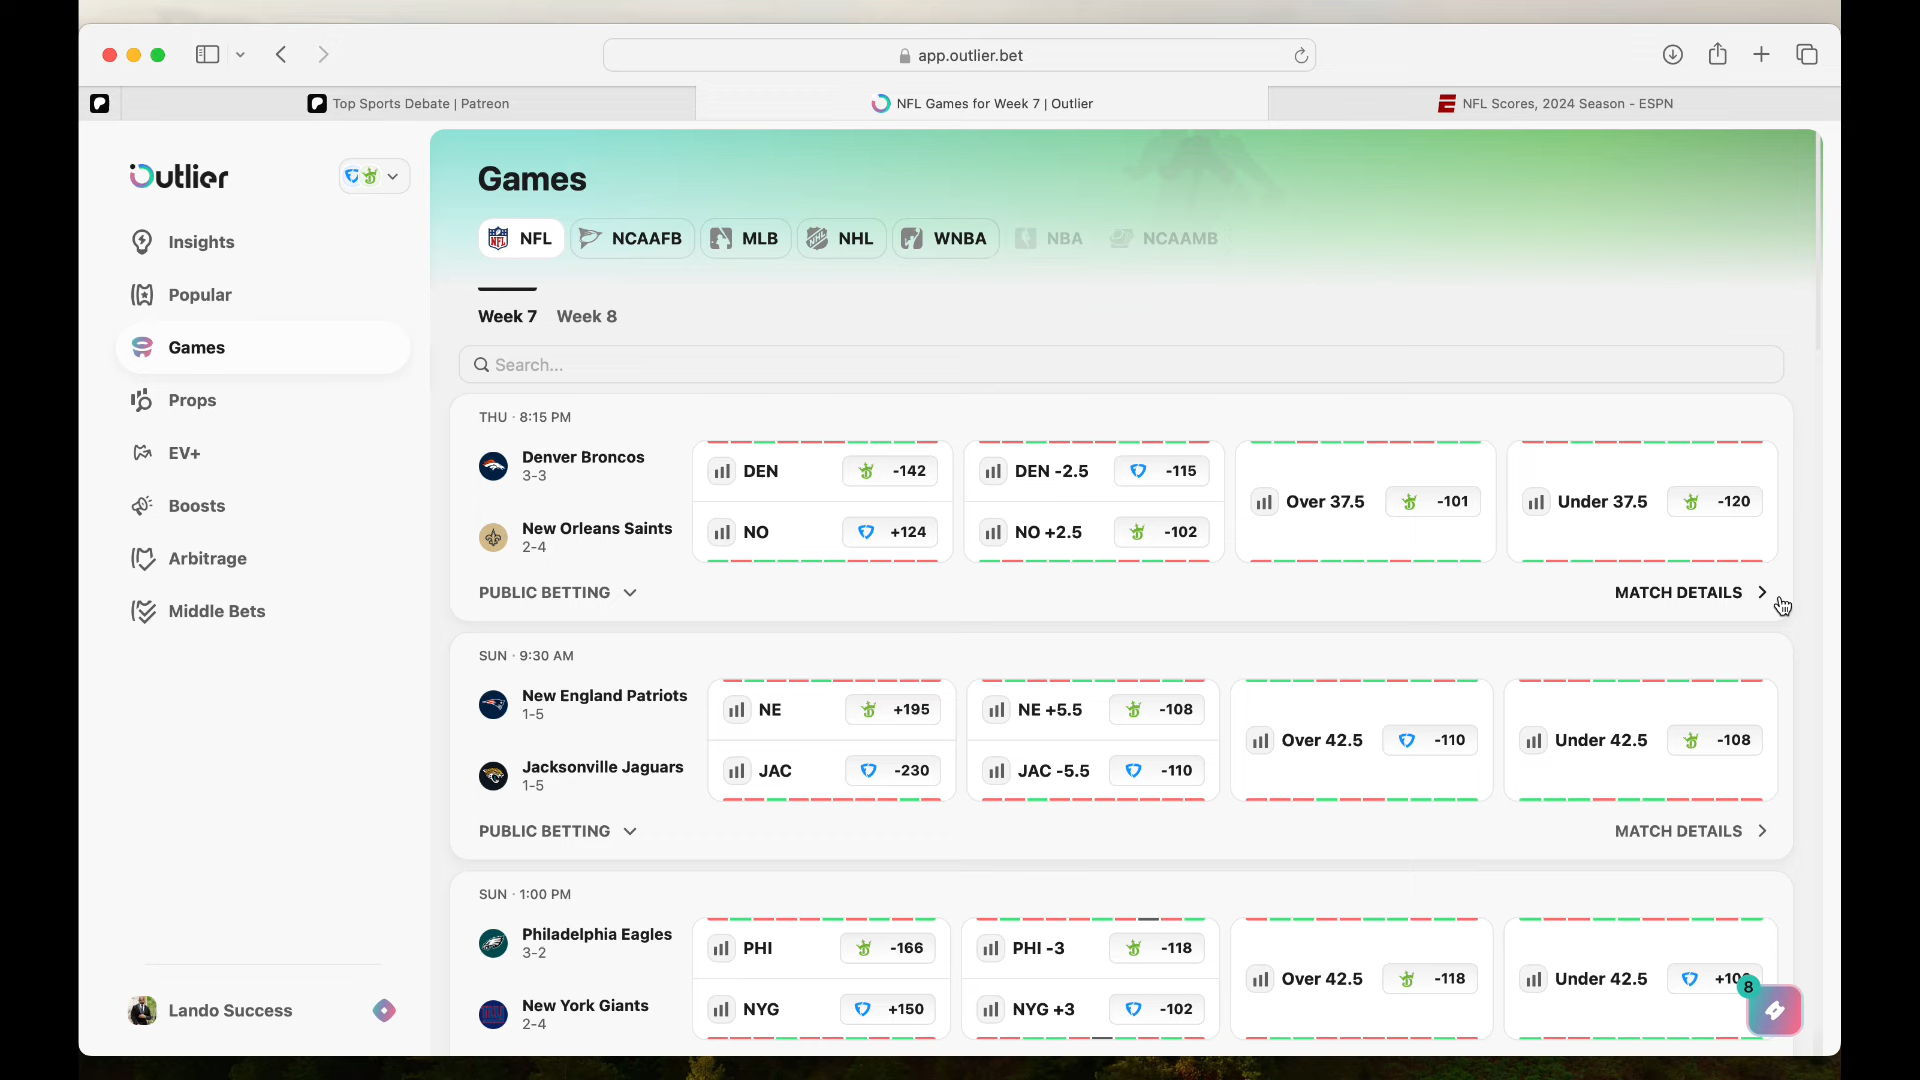 app.outlier.bet
Top Sports Debate | Patreon
NFL Games for Week 7 | Outlier
NFL Scores, 2024 Season - ESPN
Outlier
Insights
Popular
Games
Props
EV+
Boosts
Arbitrage
Middle Bets
Lando Success
Games
NFL NCAAFB MLB NHL WNBA NBA NCAAMB
Week 7 Week 8
Search...
THU · 8:15 PM
Denver Broncos
3-3
DEN -142 DEN -2.5 -115
Over 37.5 -101 Under 37.5 -120
New Orleans Saints
2-4
NO +124 NO +2.5 -102
PUBLIC BETTING MATCH DETAILS
SUN · 9:30 AM
New England Patriots
1-5
NE +195 NE +5.5 -108
Over 42.5 -110 Under 42.5 -108
Jacksonville Jaguars
1-5
JAC -230 JAC -5.5 -110
PUBLIC BETTING MATCH DETAILS
SUN · 1:00 PM
Philadelphia Eagles
3-2
PHI -166 PHI -3 -118
Over 42.5 -118 Under 42.5
8
New York Giants
2-4
NYG +150 NYG +3 -102